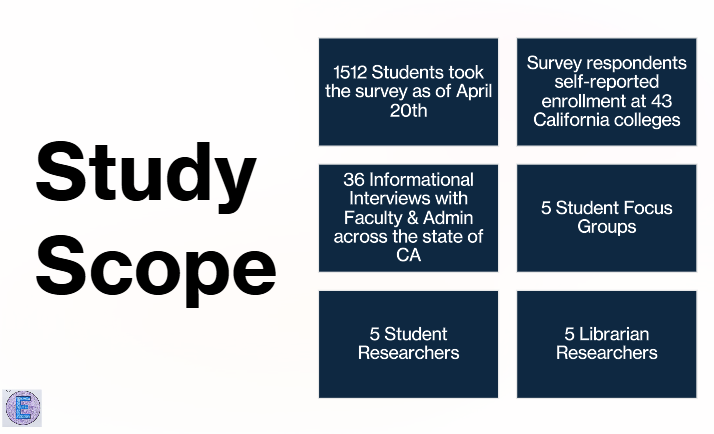 Study
Scope
1512 Students took
the survey as of April
20th
Survey respondents
self-reported
enrollment at 43
California colleges
36 Informational
Interviews with
Faculty & Admin
across the state of
CA
5 Student Focus
Groups
5 Student
Researchers
5 Librarian
Researchers
E